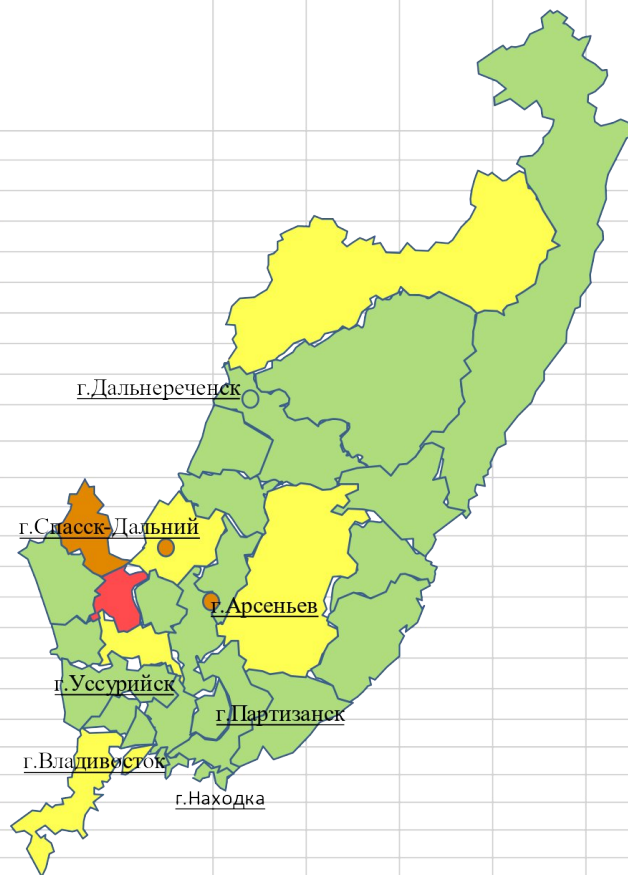 г.Дальнереченск
г.Спасск-Дальний
г.Арсеньев
г.Уссурийск
г.Партизанск
г.Владивосток
г.Находка